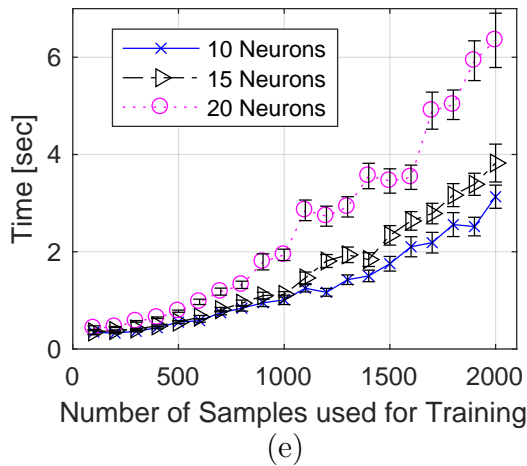 6
4
2
0
Time [sec]
10 Neurons
15 Neurons
20 Neurons
0 500 1000 1500 2000
Number of Samples used for Training
(e)